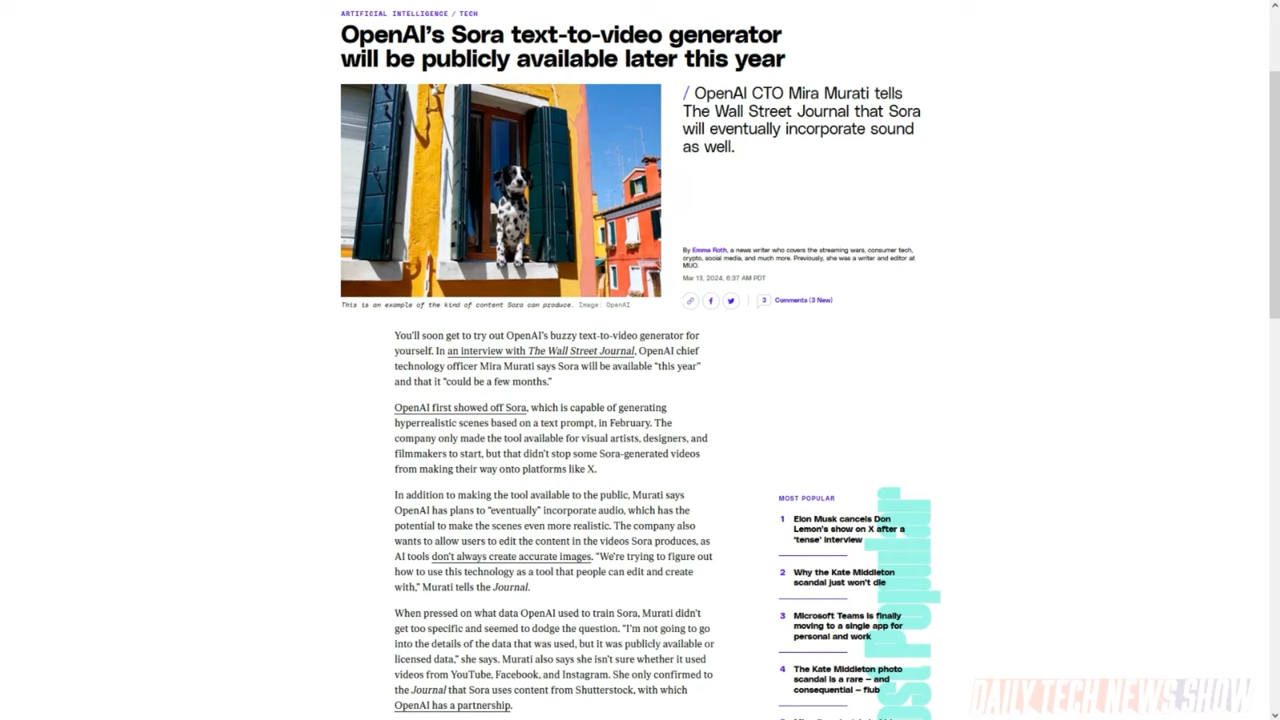 ARTIFICIAL INTELLIGENCE / TECH
OpenAI's Sora text-to-video generator
will be publicly available later this year
/ OpenAI CTO Mira Murati tells
The Wall Street Journal that Sora
will eventually incorporate sound
as well.
By Emma Roth, a news writer who covers the streaming wars, consumer tech,
crypto, social media, and much more. Previously, she was a writer and editor at
MUO.
Mar 13, 2024, 6:37 AM PDT
3 Comments (3 New)
This is an example of the kind of content Sora can produce. Image: OpenAI
You'll soon get to try out OpenAI's buzzy text-to-video generator for
yourself. In an interview with The Wall Street Journal, OpenAI chief
technology officer Mira Murati says Sora will be available “this year”
and that it “could be a few months.”
OpenAI first showed off Sora, which is capable of generating
hyperrealistic scenes based on a text prompt, in February. The
company only made the tool available for visual artists, designers, and
filmmakers to start, but that didn't stop some Sora-generated videos
from making their way onto platforms like X.
In addition to making the tool available to the public, Murati says
OpenAI has plans to “eventually” incorporate audio, which has the
potential to make the scenes even more realistic. The company also
wants to allow users to edit the content in the videos Sora produces, as
AI tools don't always create accurate images. “We're trying to figure out
how to use this technology as a tool that people can edit and create
with,” Murati tells the Journal.
When pressed on what data OpenAI used to train Sora, Murati didn't
get too specific and seemed to dodge the question. “I'm not going to go
into the details of the data that was used, but it was publicly available or
licensed data,” she says. Murati also says she isn't sure whether it used
videos from YouTube, Facebook, and Instagram. She only confirmed to
the Journal that Sora uses content from Shutterstock, with which
OpenAI has a partnership.
MOST POPULAR
1 Elon Musk cancels Don
Lemon's show on X after a
‘tense’ interview
2 Why the Kate Middleton
scandal just won't die
3 Microsoft Teams is finally
moving to a single app for
personal and work
4 The Kate Middleton photo
scandal is a rare — and
consequential — flub
ost Popular
DAILY TECH NEWS SHOW